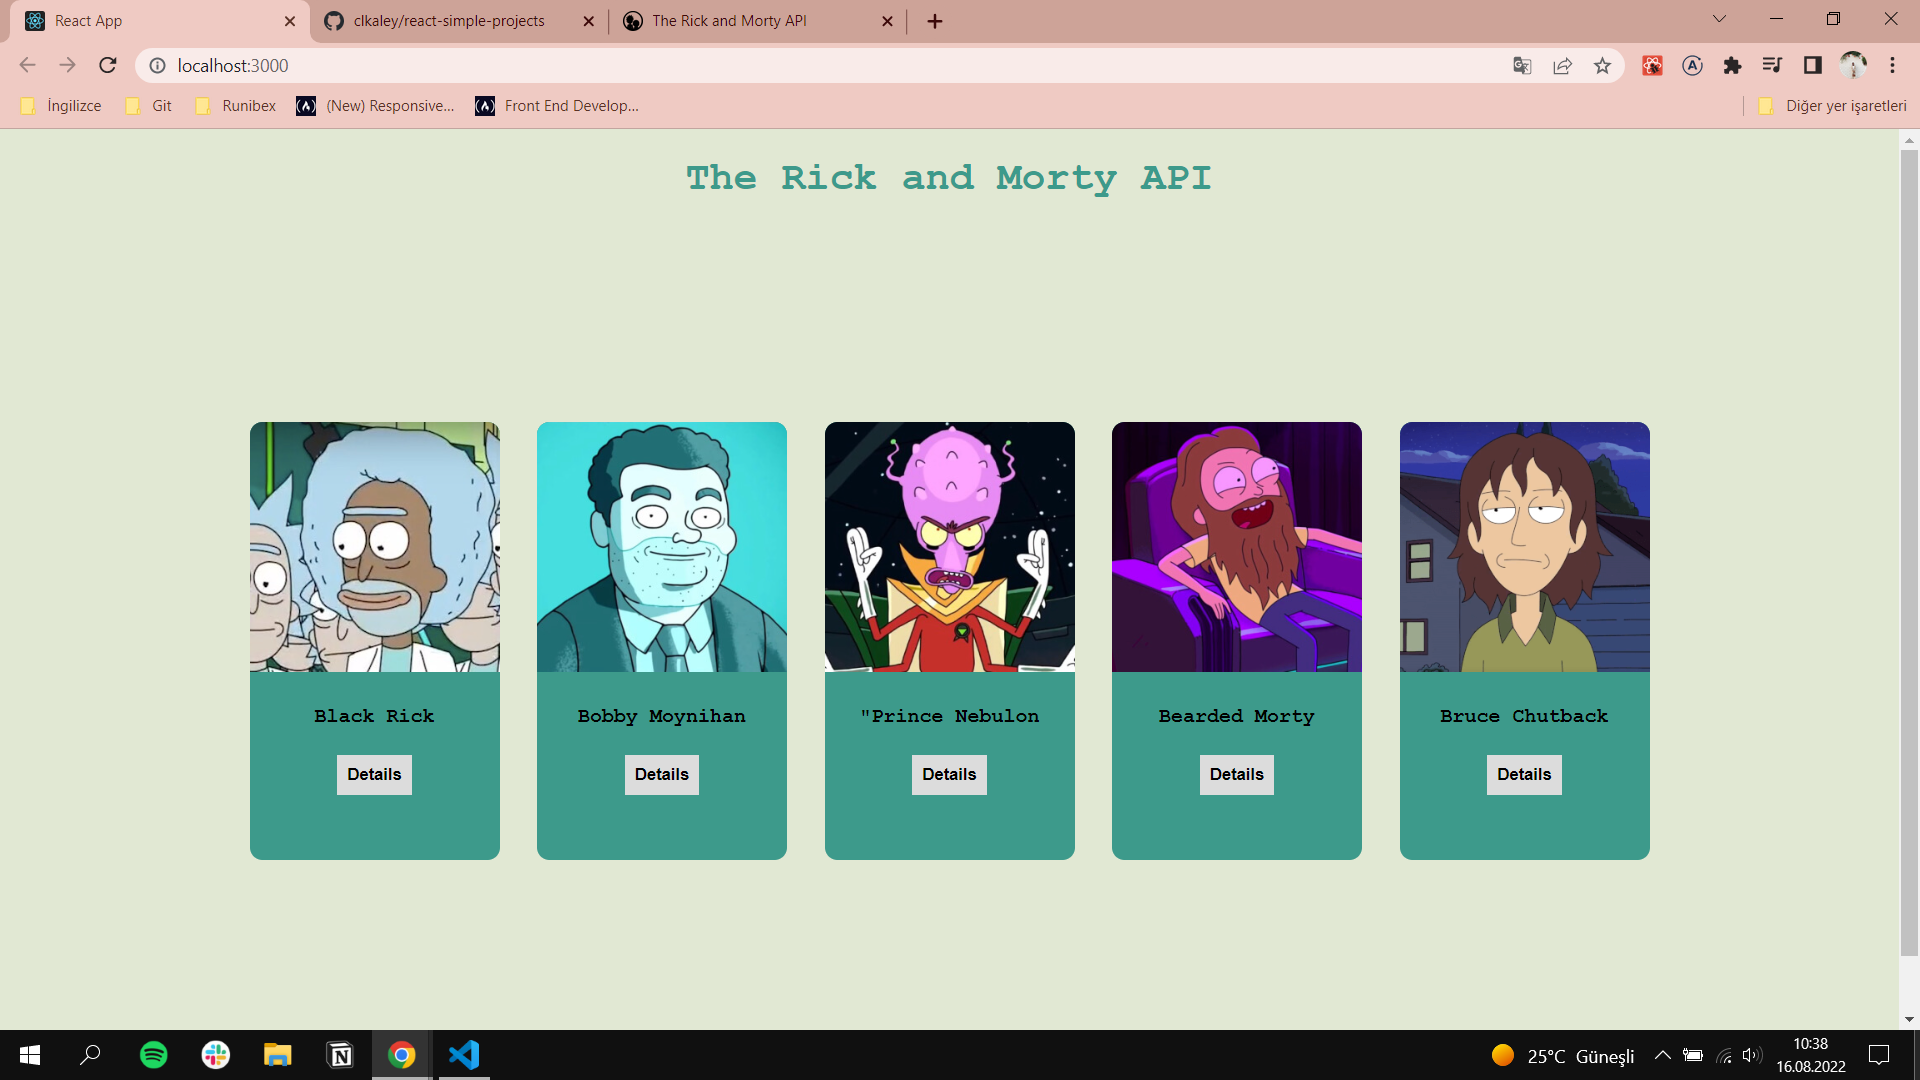 React App
clkaley/react-simple-projects
The Rick and Morty API
localhost:3000
İngilizce
Git
Runibex
(New) Responsive...
Front End Develop...
Diğer yer işaretleri
The Rick and Morty API
Black Rick
Bobby Moynihan
"Prince Nebulon
Bearded Morty
Bruce Chutback
Details
Details
Details
Details
Details
25°C Güneşli
10:38
16.08.2022